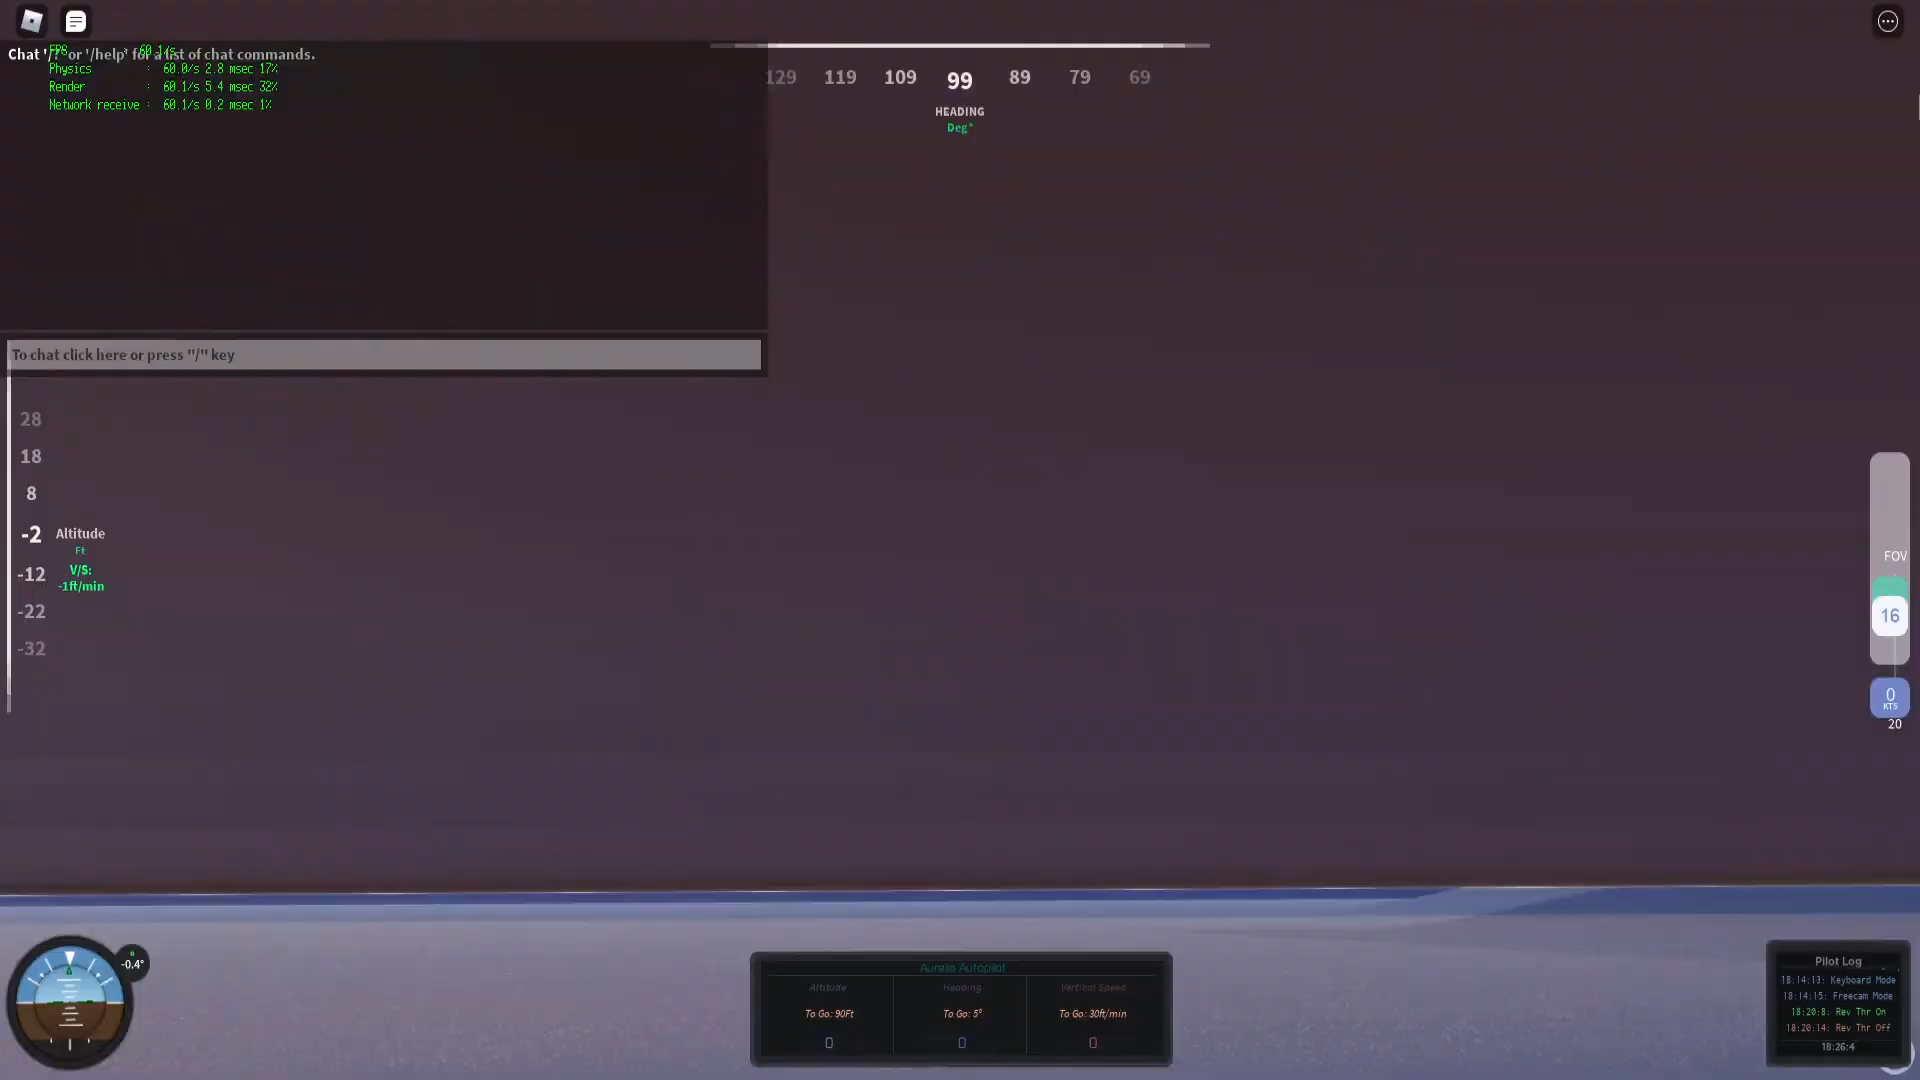 Chat '/?' or '/help' for a list of chat commands.
FPS : 60.1/s
Physics : 60.0/s 2.8 msec 17%
Render : 60.1/s 5.4 msec 32%
Network receive : 60.1/s 0.2 msec 1%
129 119 109 99 89 79 69
HEADING
Deg°
To chat click here or press "/" key
28
18
8
-2 Altitude
Ft
-12 V/S:
-1ft/min
-22
-32
FOV
16
0
KTS
20
-0.4°
Aurelia Autopilot
Altitude Heading Vertical Speed
To Go: 90Ft To Go: 5° To Go: 30ft/min
0 0 0
Pilot Log
18:14:13: Keyboard Mode
18:14:15: Freecam Mode
18:20:8: Rev Thr On
18:20:14: Rev Thr Off
18:26:4